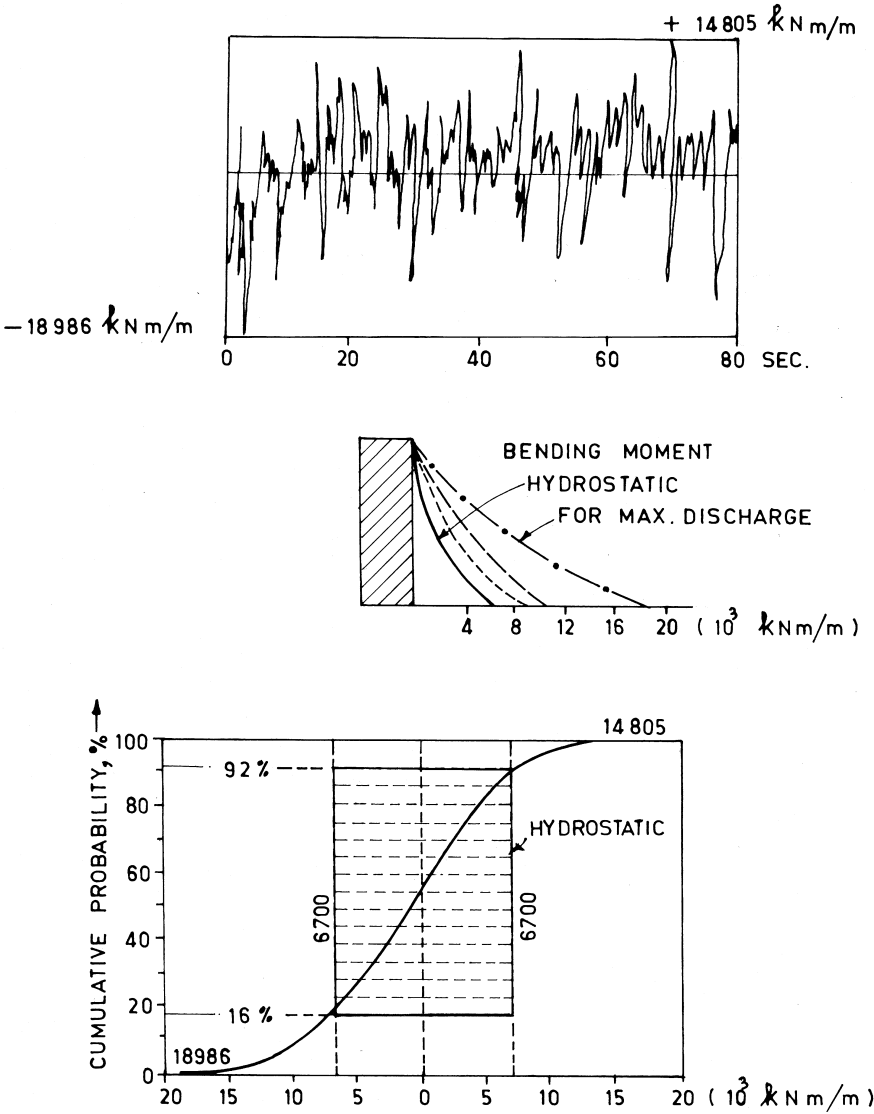 + 14 805 kNm/m
−18 986 kNm/m
0 20 40 60 80 SEC.
BENDING MOMENT
HYDROSTATIC
FOR MAX. DISCHARGE
4 8 12 16 20 (10³ kNm/m)
CUMULATIVE PROBABILITY, %
14 805
100
92%
80
HYDROSTATIC
60
6700
6700
40
20
16%
18986
0
20 15 10 5 0 5 10 15 20 (10³ kNm/m)